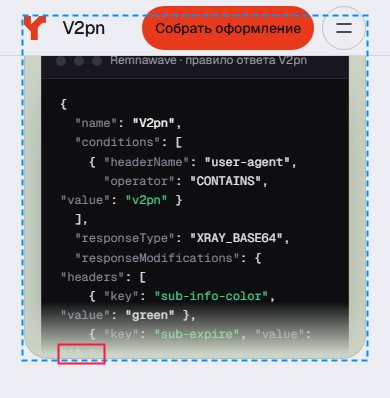 V2pn
Собрать оформление
Remnawave · правило ответа V2pn
{
"name": "V2pn",
"conditions": [
{ "headerName": "user-agent",
"operator": "CONTAINS",
"value": "v2pn" }
],
"responseType": "XRAY_BASE64",
"responseModifications": {
"headers": [
{ "key": "sub-info-color",
"value": "green" },
{ "key": "sub-expire", "value":